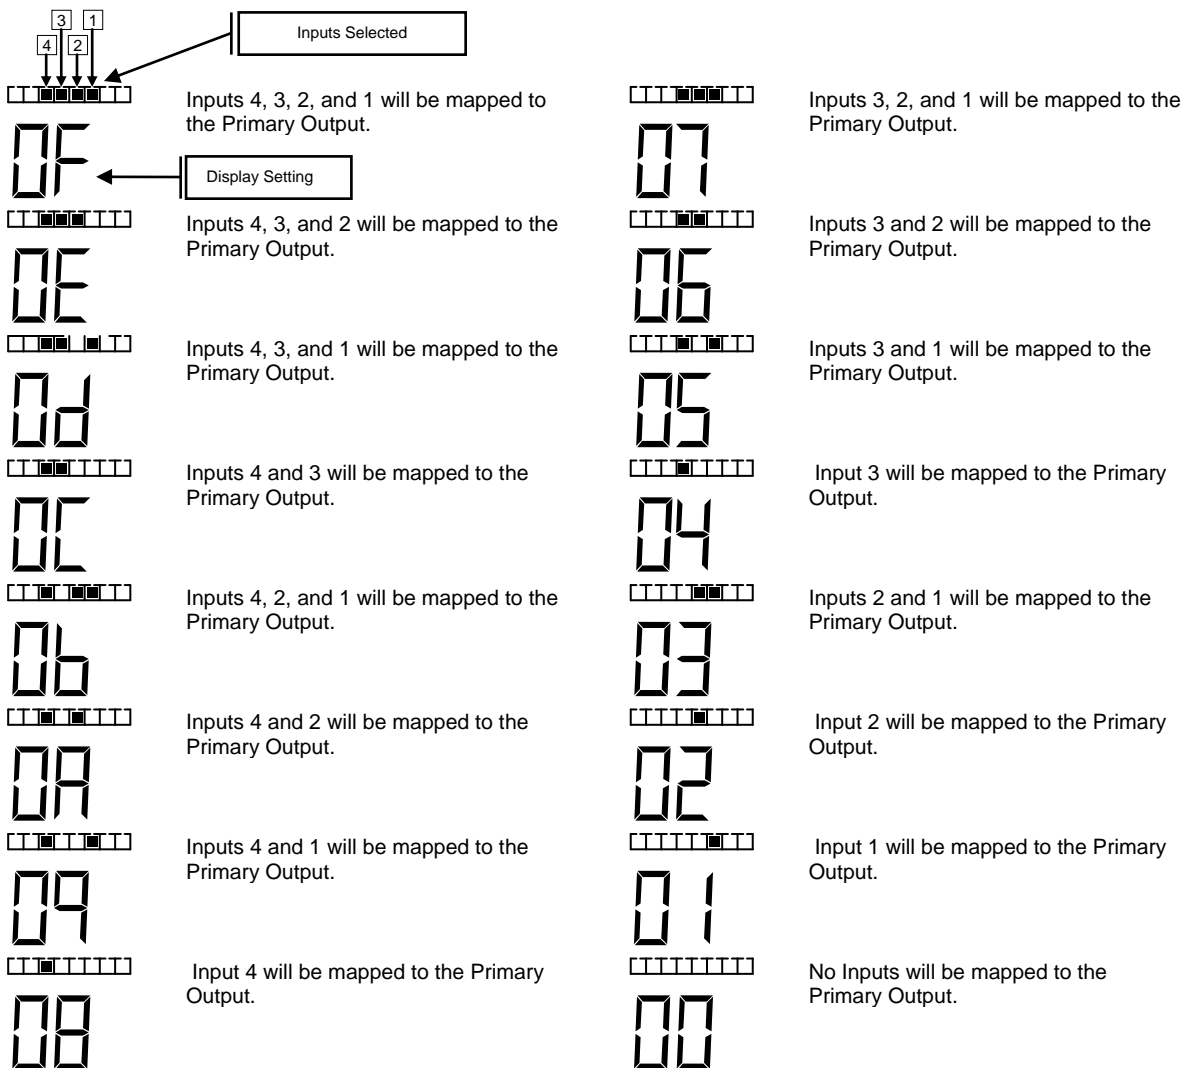 3 1
4 2
Inputs Selected
Inputs 4, 3, 2, and 1 will be mapped to
the Primary Output.
0F
Display Setting
Inputs 4, 3, and 2 will be mapped to the
Primary Output.
0E
Inputs 4, 3, and 1 will be mapped to the
Primary Output.
0d
Inputs 4 and 3 will be mapped to the
Primary Output.
0C
Inputs 4, 2, and 1 will be mapped to the
Primary Output.
0b
Inputs 4 and 2 will be mapped to the
Primary Output.
0A
Inputs 4 and 1 will be mapped to the
Primary Output.
09
Input 4 will be mapped to the Primary
Output.
08
Inputs 3, 2, and 1 will be mapped to the
Primary Output.
07
Inputs 3 and 2 will be mapped to the
Primary Output.
06
Inputs 3 and 1 will be mapped to the
Primary Output.
05
Input 3 will be mapped to the Primary
Output.
04
Inputs 2 and 1 will be mapped to the
Primary Output.
03
Input 2 will be mapped to the Primary
Output.
02
Input 1 will be mapped to the Primary
Output.
01
No Inputs will be mapped to the
Primary Output.
00